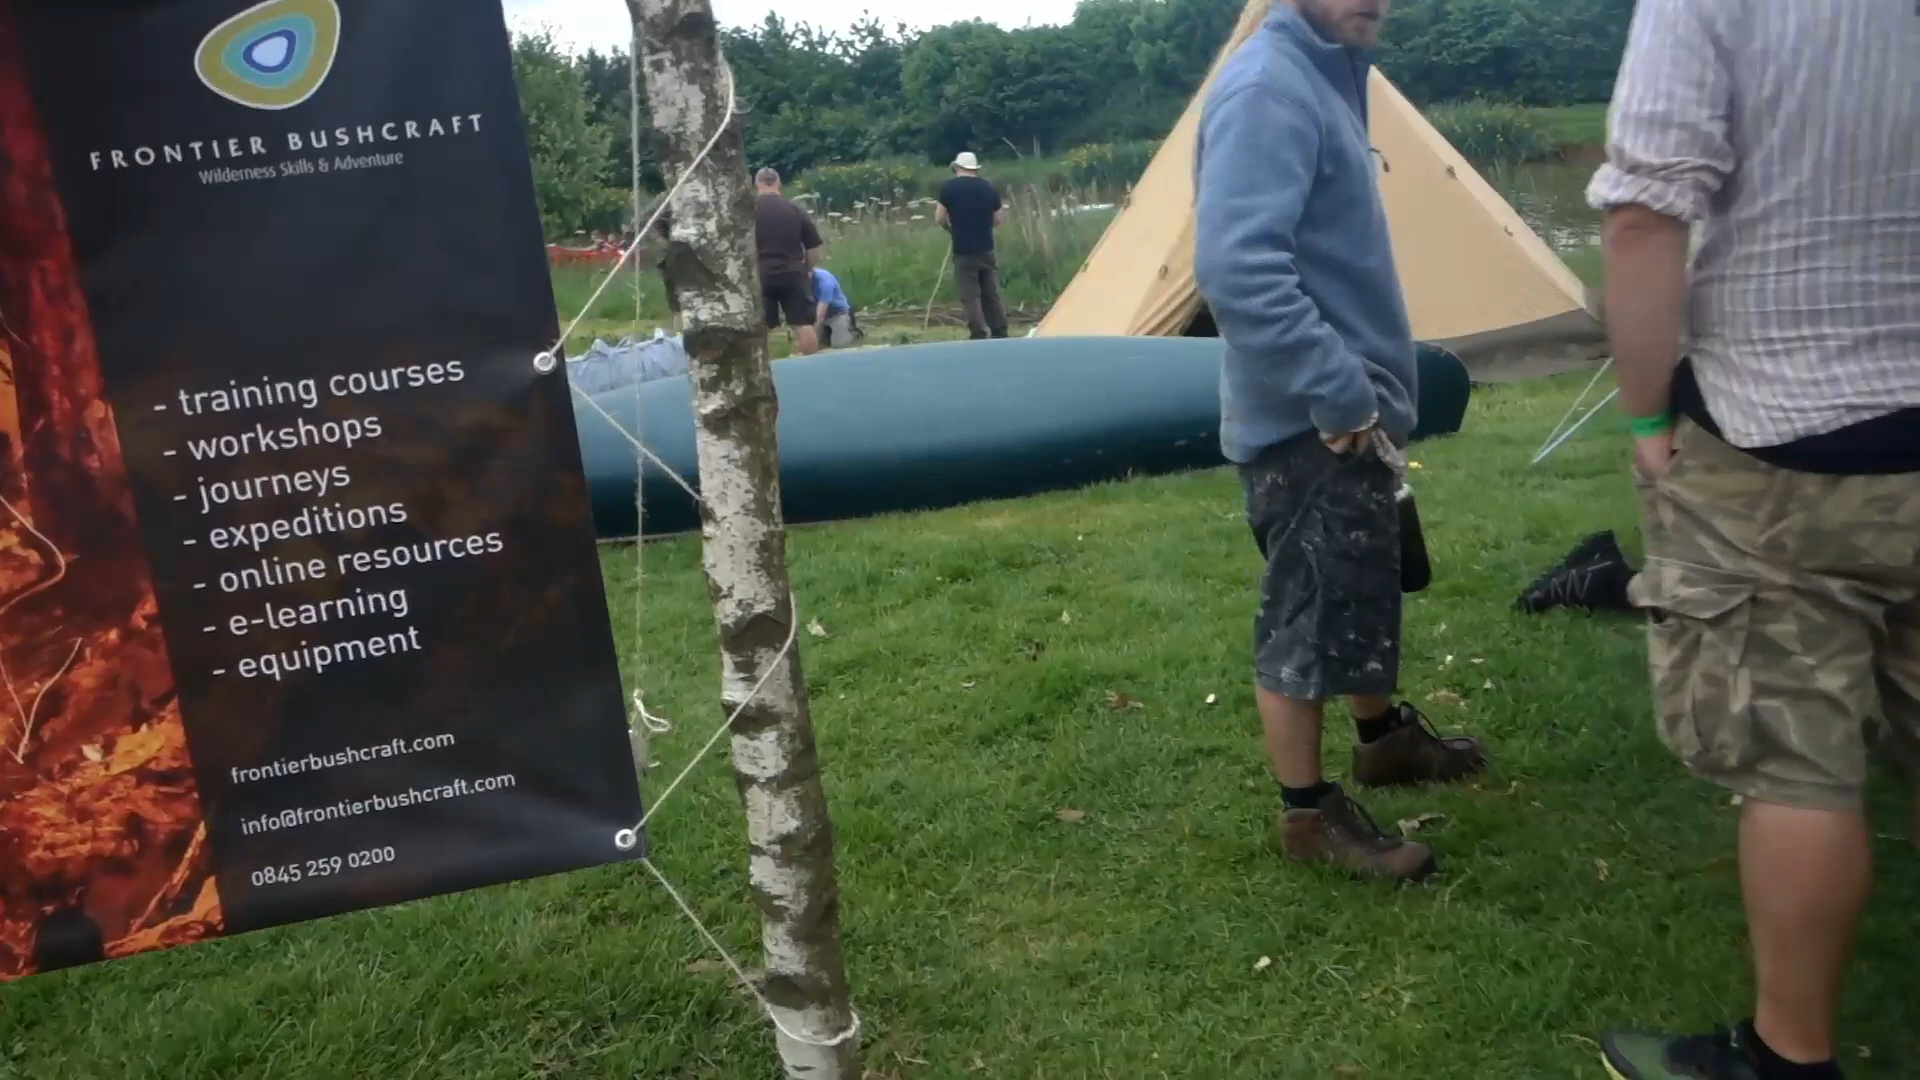 FRONTIER BUSHCRAFT
Wilderness Skills & Adventure
- training courses
- workshops
- journeys
- expeditions
- online resources
- e-learning
- equipment
frontierbushcraft.com
info@frontierbushcraft.com
0845 259 0200